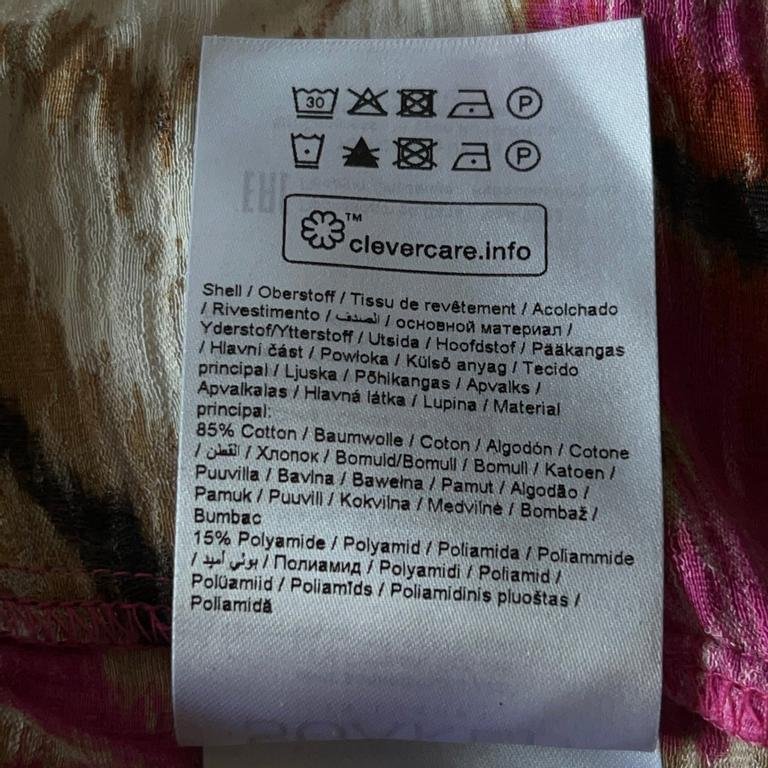 30 P
P
™
clevercare.info
Shell / Oberstoff / Tissu de revêtement / Acolchado
/ Rivestimento / الصدف / основной материал /
Yderstof/Ytterstoff / Utsida / Hoofdstof / Pääkangas
/ Hlavní část / Powłoka / Külső anyag / Tecido
principal / Ljuska / Põhikangas / Apvalks /
Apvalkalas / Hlavná látka / Lupina / Material
principal:
85% Cotton / Baumwolle / Coton / Algodón / Cotone
/ القطن / Хлопок / Bomuld/Bomull / Bomull / Katoen /
Puuvilla / Bavlna / Bawełna / Pamut / Algodão /
Pamuk / Puuvill / Kokvilna / Medvilnė / Bombaž /
Bumbac
15% Polyamide / Polyamid / Poliamida / Poliammide
/ بولي أميد / Полиамид / Polyamidi / Poliamid /
Polüamiid / Poliamīds / Poliamidinis pluoštas /
Poliamidă